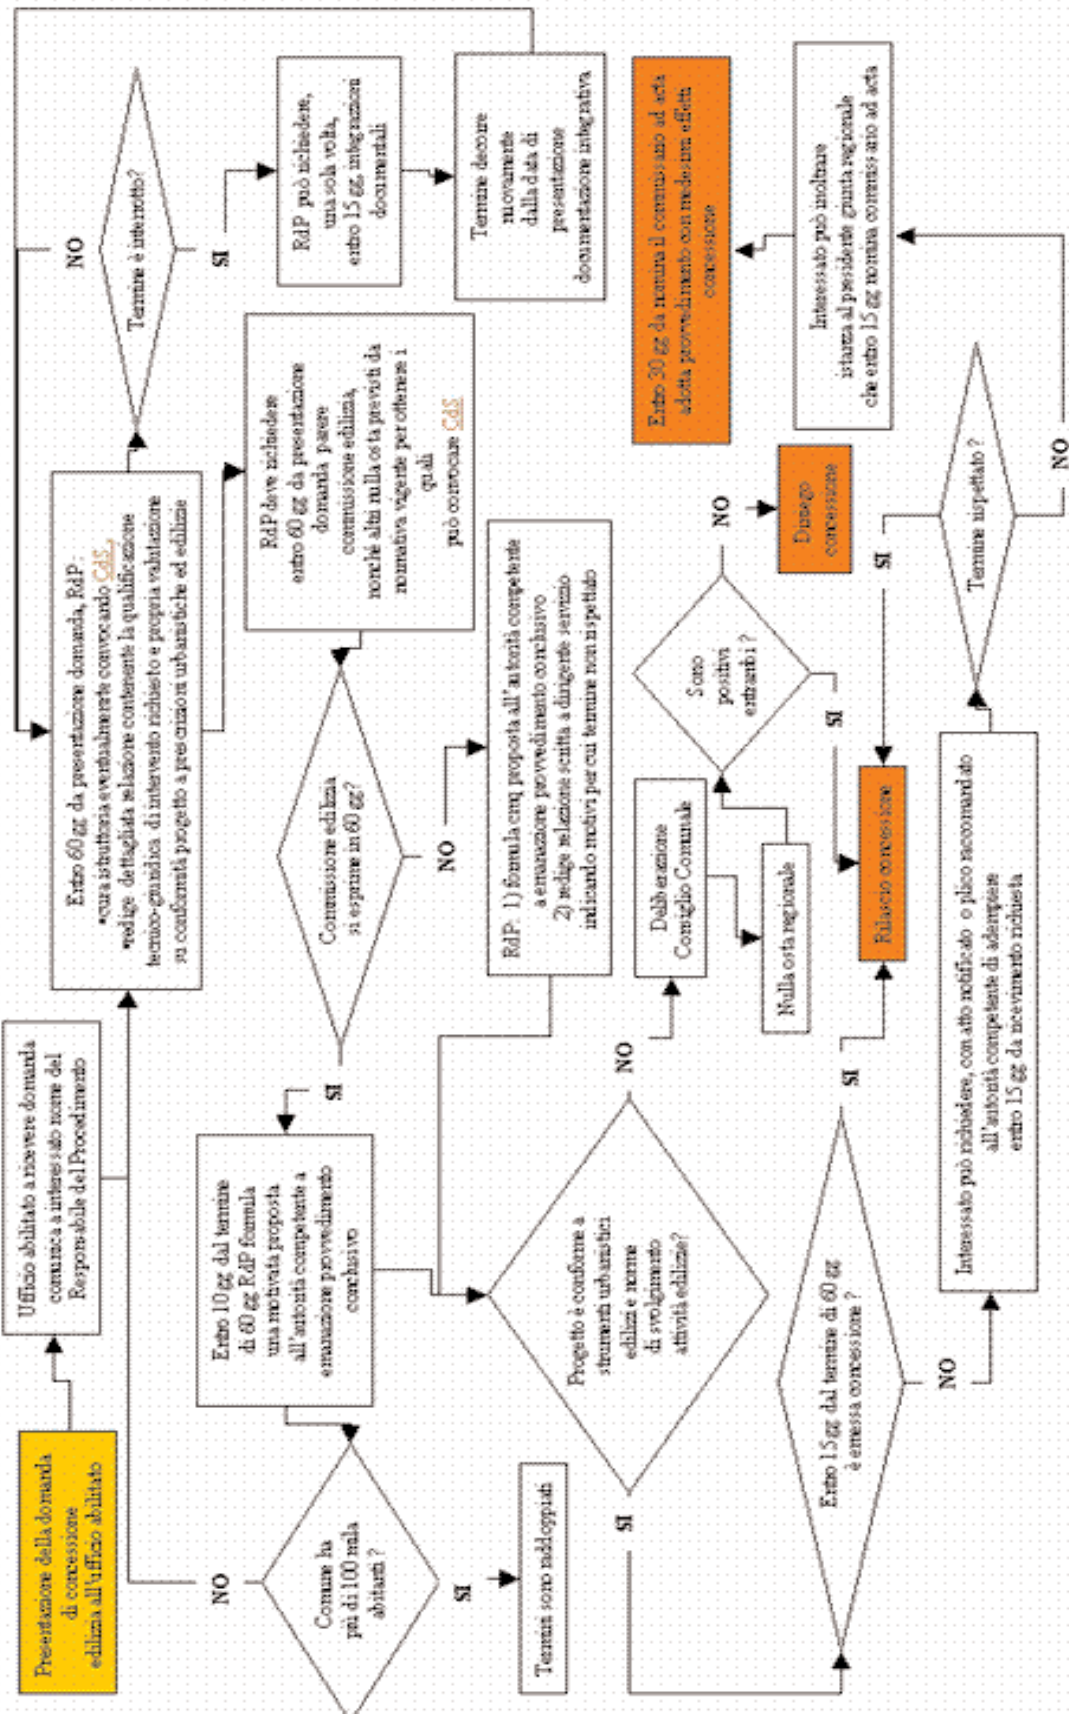 Presentazione della domanda
di concessione
edilizia all'ufficio abilitato
Ufficio abilitato a ricevere domanda
comunica a interessato nome del
Responsabile del Procedimento
Entro 60 gg da presentazione domanda, RdP:
•cura istruttoria eventualmente convocando CdS,
•redige dettagliata relazione contenente la qualificazione
tecnico-giuridica di intervento richiesto e propria valutazione
su conformità progetto a prescrizioni urbanistiche ed edilizie
NO
Termine è interrotto?
SI
RdP può richiedere,
una sola volta,
entro 15 gg, integrazioni
documentali
Termine decorre
nuovamente
dalla data di
presentazione
documentazione integrativa
RdP deve richiedere
entro 60 gg da presentazione
domanda parere
commissione edilizia,
nonché altri nulla osta previsti da
normativa vigente per ottenere i
quali
può convocare CdS
Commissione edilizia
si esprime in 60 gg?
SI
NO
Entro 10 gg dal termine
di 60 gg RdP formula
una motivata proposta
all'autorità competente a
emanazione provvedimento
conclusivo
RdP: 1) formula cmq proposta all'autorità competente
a emanazione provvedimento conclusivo
2) redige relazione scritta a dirigente servizio
indicando motivi per cui termine non rispettato
NO
Comune ha
più di 100 mila
abitanti ?
SI
Termini sono raddoppiati
Progetto è conforme a
strumenti urbanistici
edilizi e norme
di svolgimento
attività edilizie?
SI
NO
Deliberazione
Consiglio Comunale
Nulla osta regionale
Sono
positivi
entrambi ?
NO
Diniego
concessione
SI
Rilascio concessione
Entro 15 gg dal termine di 60 gg
è emessa concessione ?
SI
NO
Interessato può richiedere, con atto notificato o plico raccomandato
all'autorità competente di adempiere
entro 15 gg da ricevimento richiesta
Termine rispettato ?
SI
NO
Interessato può inoltrare
istanza al presidente giunta regionale
che entro 15 gg nomina commissario ad acta
Entro 30 gg da nomina il commissario ad acta
adotta provvedimento con medesimi effetti
concessione